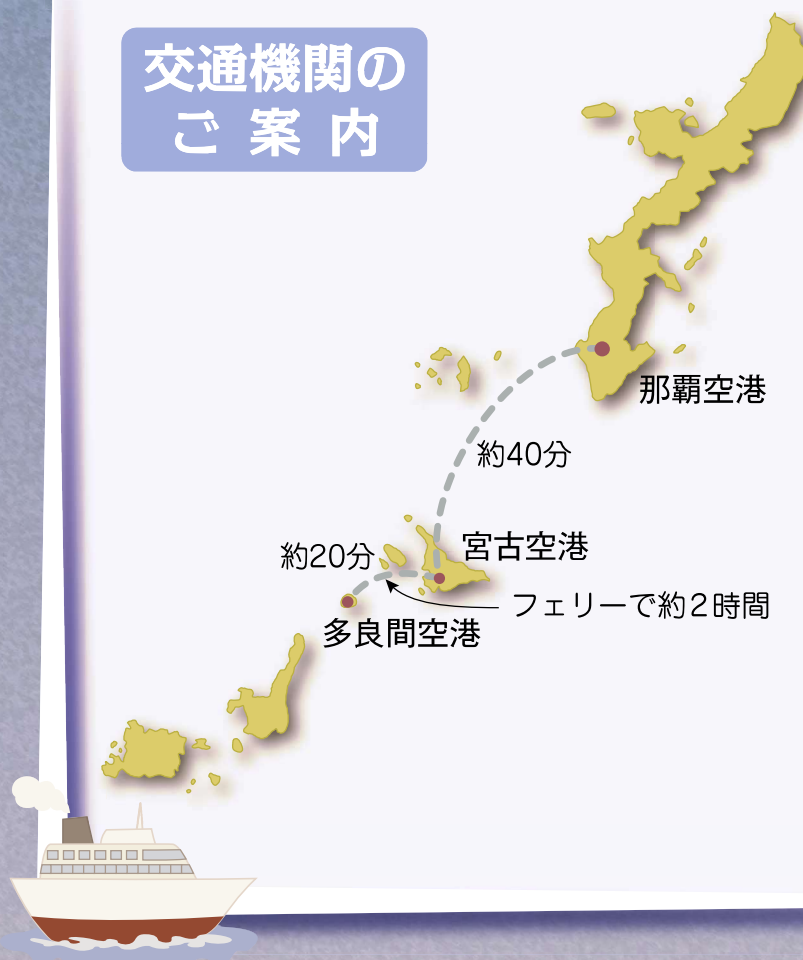 交通機関の
ご案内
那覇空港
約40分
宮古空港
約20分
フェリーで約２時間
多良間空港